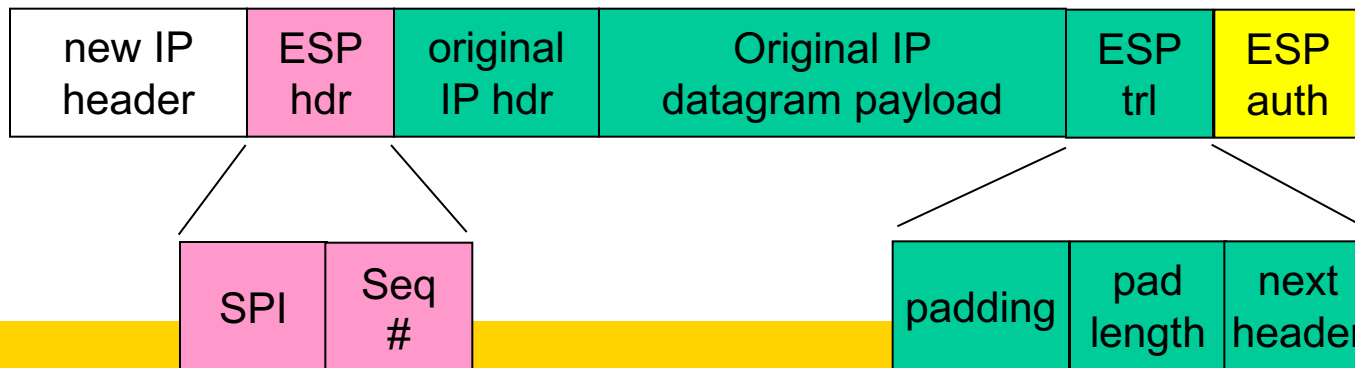 new IP
header
ESP
hdr
original
IP hdr
Original IP
datagram payload
ESP
trl
ESP
auth
SPI
Seq
#
padding
pad
length
next
header